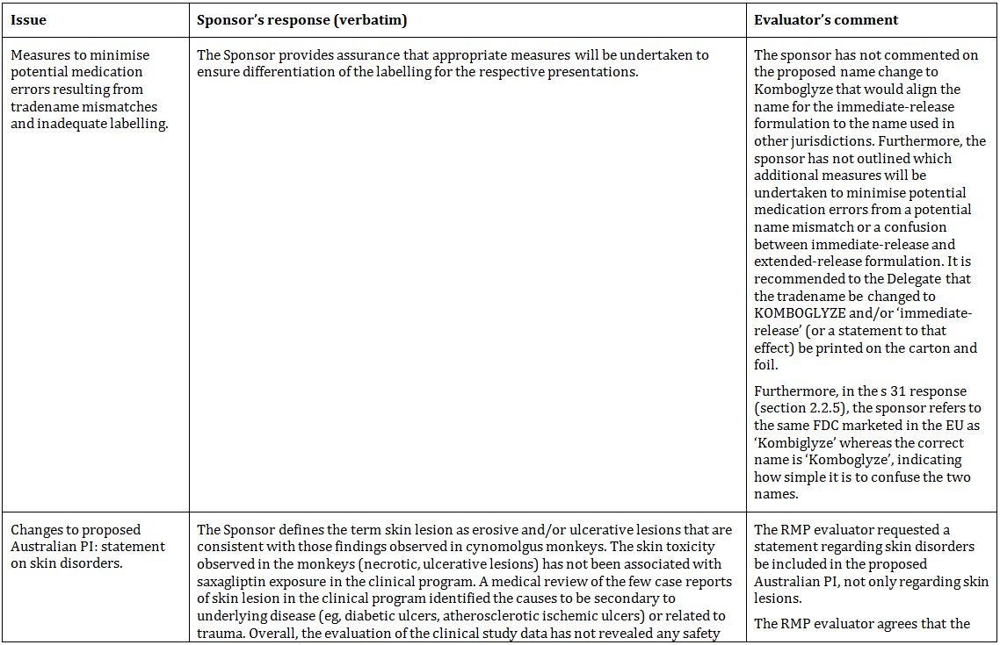 Issue
Sponsor's response (verbatim)
Evaluator's comment
Measures to minimise
potential medication
errors resulting from
tradename mismatches
and inadequate labelling.
The Sponsor provides assurance that appropriate measures will be undertaken to
ensure differentiation of the labelling for the respective presentations.
The sponsor has not commented on
the proposed name change to
Komboglyze that would align the
name for the immediate-release
formulation to the name used in
other jurisdictions. Furthermore, the
sponsor has not outlined which
additional measures will be
undertaken to minimise potential
medication errors from a potential
name mismatch or a confusion
between immediate-release and
extended-release formulation. It is
recommended to the Delegate that
the tradename be changed to
KOMBOGLYZE and/or 'immediate-
release' (or a statement to that
effect) be printed on the carton and
foil.
Furthermore, in the s 31 response
(section 2.2.5), the sponsor refers to
the same FDC marketed in the EU as
'Kombiglyze' whereas the correct
name is 'Komboglyze', indicating
how simple it is to confuse the two
names.
Changes to proposed
Australian PI: statement
on skin disorders.
The Sponsor defines the term skin lesion as erosive and/or ulcerative lesions that are
consistent with those findings observed in cynomolgus monkeys. The skin toxicity
observed in the monkeys (necrotic, ulcerative lesions) has not been associated with
saxagliptin exposure in the clinical program. A medical review of the few case reports
of skin lesion in the clinical program identified the causes to be secondary to
underlying disease (eg, diabetic ulcers, atherosclerotic ischemic ulcers) or related to
trauma. Overall, the evaluation of the clinical study data has not revealed any safety
The RMP evaluator requested a
statement regarding skin disorders
be included in the proposed
Australian PI, not only regarding skin
lesions.
The RMP evaluator agrees that the